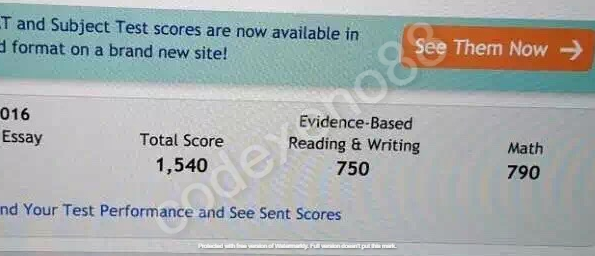 T and Subject Test scores are now available in
d format on a brand new site!
See Them Now
016
Essay
Total Score
1,540
Evidence-Based
Reading & Writing
750
Math
790
nd Your Test Performance and See Sent Scores
codexeno88
Protected with free version of Watermarkly. Full version doesn't put this mark.